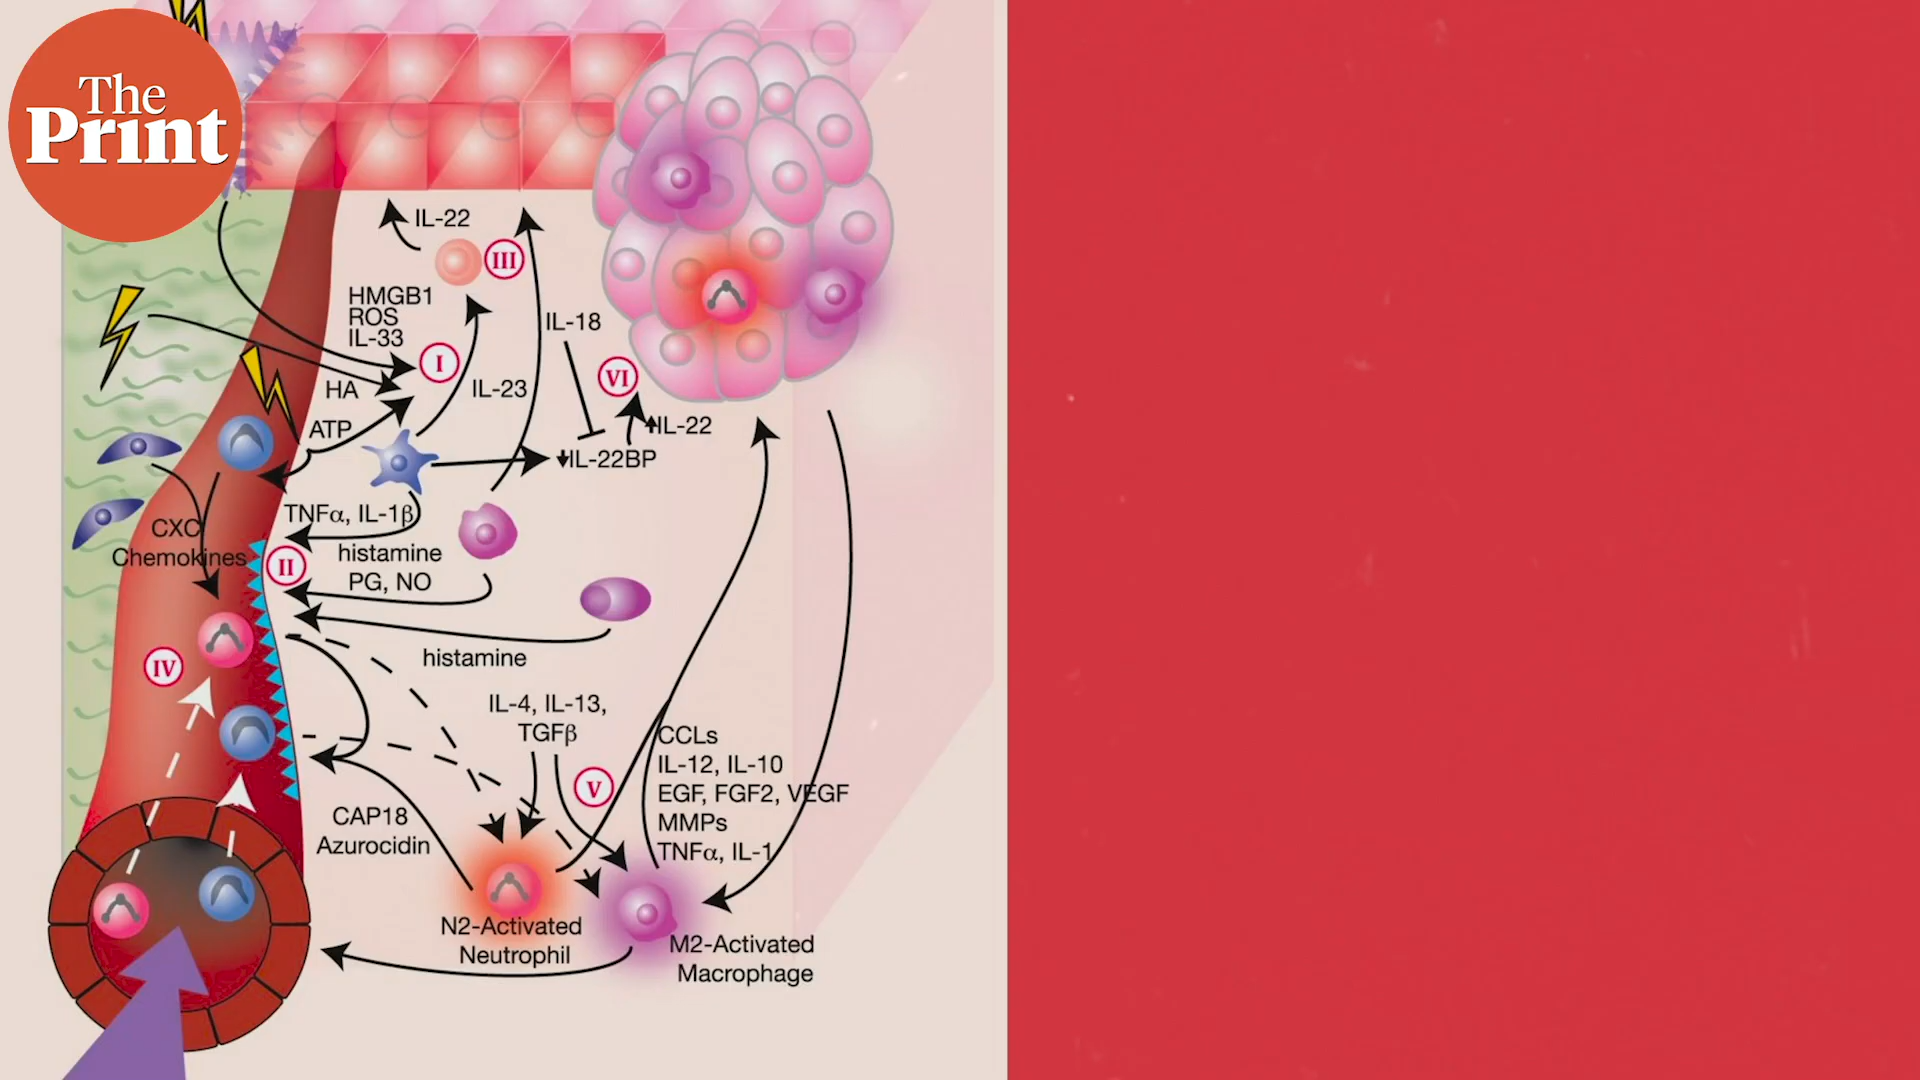 The
Print
IL-22
III
HMGB1
ROS
IL-33
I
HA
IL-23
IL-18
VI
ATP
IL-22
IL-22BP
TNFα, IL-1β
CXC
Chemokines
II
histamine
PG, NO
IV
histamine
IL-4, IL-13,
TGFβ
V
CCLs
IL-12, IL-10
EGF, FGF2, VEGF
MMPs
TNFα, IL-1
CAP18
Azurocidin
N2-Activated
Neutrophil
M2-Activated
Macrophage